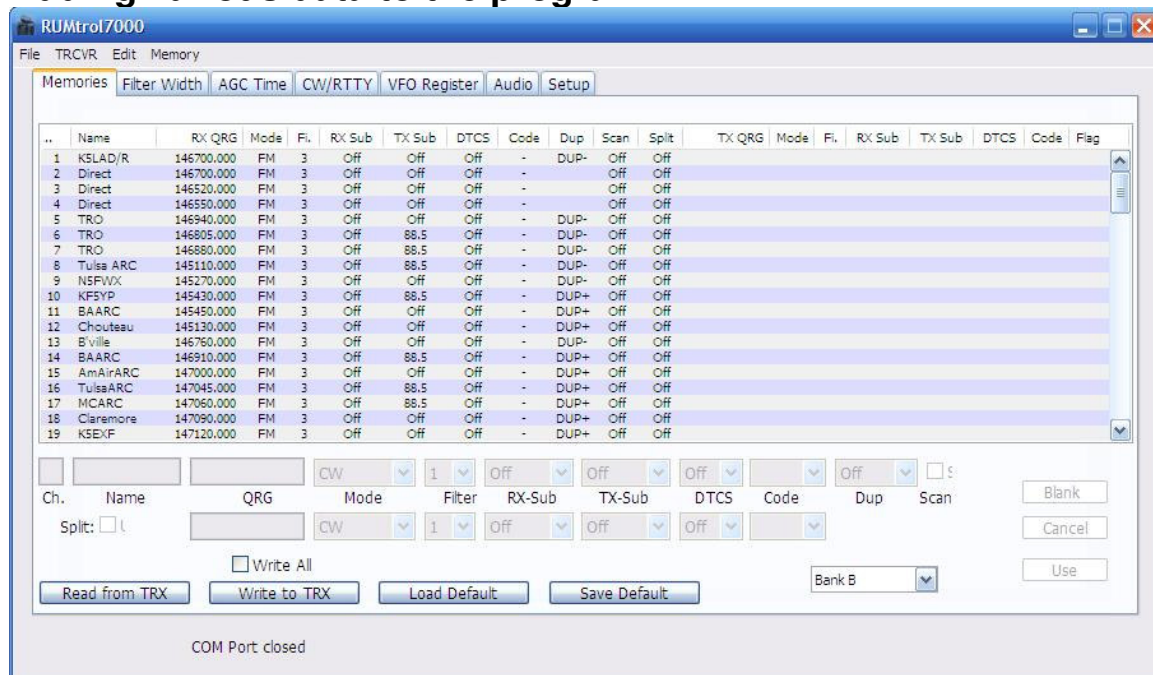 RUMtrol7000
File TRCVR Edit Memory
Memories Filter Width AGC Time CW/RTTY VFO Register Audio Setup
.. Name RX QRG Mode Fi. RX Sub TX Sub DTCS Code Dup Scan Split TX QRG Mode Fi. RX Sub TX Sub DTCS Code Flag
1 K5LAD/R 146700.000 FM 3 Off Off Off - DUP- Off Off
2 Direct 146700.000 FM 3 Off Off Off - Off Off
3 Direct 146520.000 FM 3 Off Off Off - Off Off
4 Direct 146550.000 FM 3 Off Off Off - Off Off
5 TRO 146940.000 FM 3 Off Off Off - DUP- Off Off
6 TRO 146805.000 FM 3 Off 88.5 Off - DUP- Off Off
7 TRO 146880.000 FM 3 Off 88.5 Off - DUP- Off Off
8 Tulsa ARC 145110.000 FM 3 Off 88.5 Off - DUP- Off Off
9 N5FWX 145270.000 FM 3 Off Off Off - DUP- Off Off
10 KF5YP 145430.000 FM 3 Off 88.5 Off - DUP+ Off Off
11 BAARC 145450.000 FM 3 Off Off Off - DUP+ Off Off
12 Chouteau 145130.000 FM 3 Off Off Off - DUP+ Off Off
13 B'ville 146760.000 FM 3 Off Off Off - DUP- Off Off
14 BAARC 146910.000 FM 3 Off 88.5 Off - DUP+ Off Off
15 AmAirARC 147000.000 FM 3 Off Off Off - DUP+ Off Off
16 TulsaARC 147045.000 FM 3 Off 88.5 Off - DUP+ Off Off
17 MCARC 147060.000 FM 3 Off 88.5 Off - DUP+ Off Off
18 Claremore 147090.000 FM 3 Off Off Off - DUP+ Off Off
19 K5EXF 147120.000 FM 3 Off Off Off - DUP+ Off Off
CW 1 Off Off Off Off
Ch. Name QRG Mode Filter RX-Sub TX-Sub DTCS Code Dup Scan Blank
Split: CW 1 Off Off Off Cancel
Write All Use
Read from TRX Write to TRX Load Default Save Default Bank B
COM Port closed